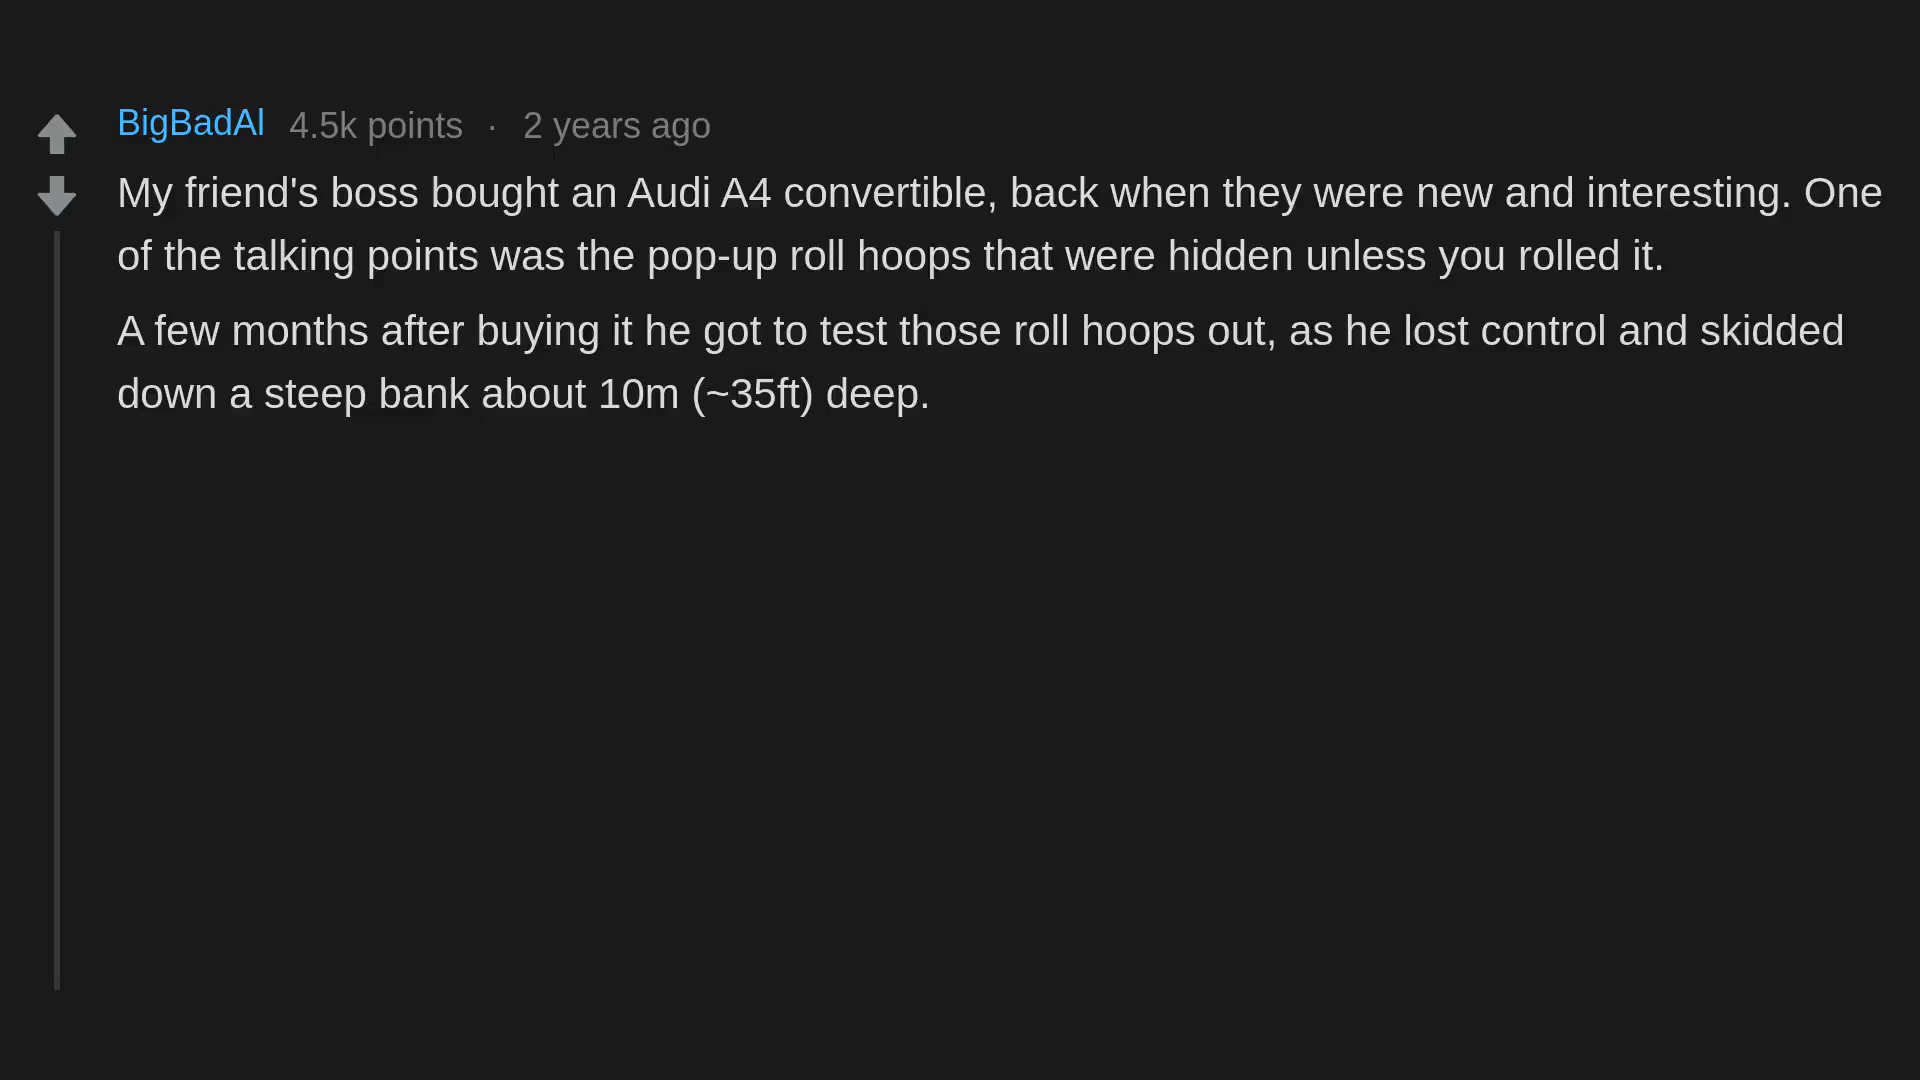 BigBadAl 4.5k points · 2 years ago
My friend's boss bought an Audi A4 convertible, back when they were new and interesting. One
of the talking points was the pop-up roll hoops that were hidden unless you rolled it.
A few months after buying it he got to test those roll hoops out, as he lost control and skidded
down a steep bank about 10m (~35ft) deep.